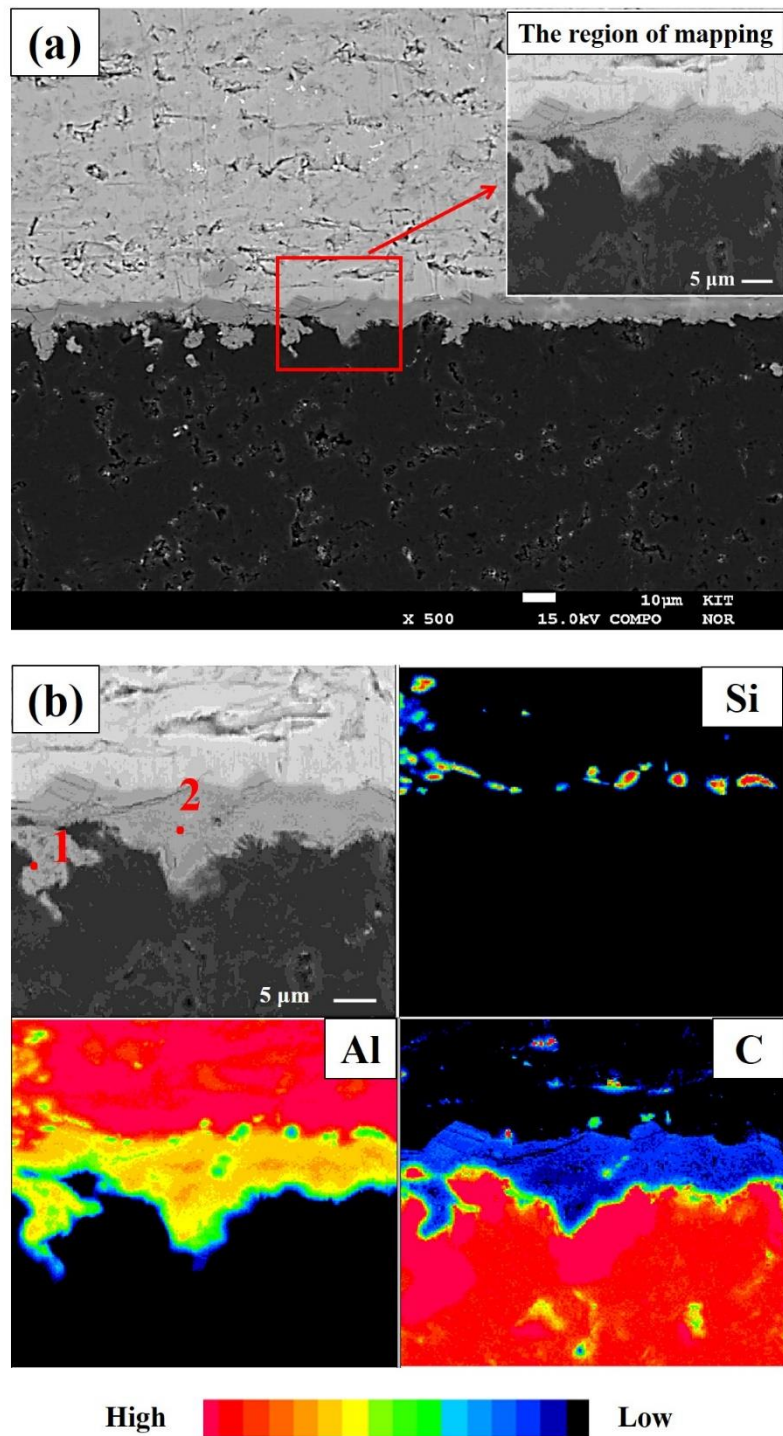 (a)
The region of mapping
5 µm
10µm KIT
X 500 15.0kV COMPO NOR
(b)
Si
2
1
5 µm
Al
C
High Low